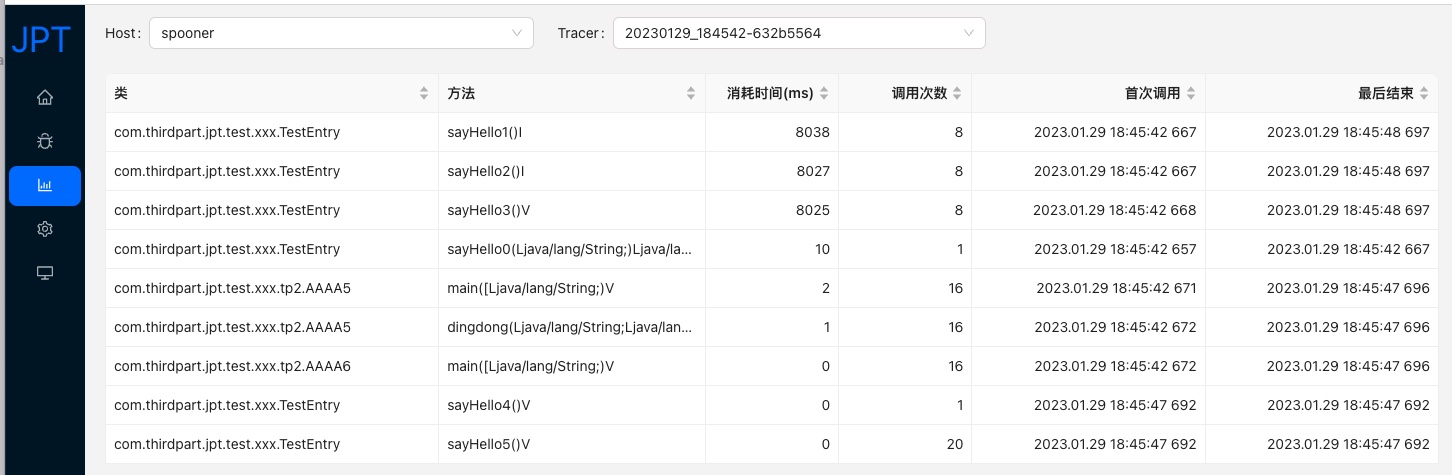 JPT
Host: spooner Tracer: 20230129_184542-632b5564
类 方法 消耗时间(ms) 调用次数 首次调用 最后结束
com.thirdpart.jpt.test.xxx.TestEntry sayHello1()I 8038 8 2023.01.29 18:45:42 667 2023.01.29 18:45:48 697
com.thirdpart.jpt.test.xxx.TestEntry sayHello2()I 8027 8 2023.01.29 18:45:42 667 2023.01.29 18:45:48 697
com.thirdpart.jpt.test.xxx.TestEntry sayHello3()V 8025 8 2023.01.29 18:45:42 668 2023.01.29 18:45:48 697
com.thirdpart.jpt.test.xxx.TestEntry sayHello0(Ljava/lang/String;)Ljava/la... 10 1 2023.01.29 18:45:42 657 2023.01.29 18:45:42 667
com.thirdpart.jpt.test.xxx.tp2.AAAA5 main([Ljava/lang/String;)V 2 16 2023.01.29 18:45:42 671 2023.01.29 18:45:47 696
com.thirdpart.jpt.test.xxx.tp2.AAAA5 dingdong(Ljava/lang/String;Ljava/lan... 1 16 2023.01.29 18:45:42 672 2023.01.29 18:45:47 696
com.thirdpart.jpt.test.xxx.tp2.AAAA6 main([Ljava/lang/String;)V 0 16 2023.01.29 18:45:42 672 2023.01.29 18:45:47 696
com.thirdpart.jpt.test.xxx.TestEntry sayHello4()V 0 1 2023.01.29 18:45:47 692 2023.01.29 18:45:47 692
com.thirdpart.jpt.test.xxx.TestEntry sayHello5()V 0 20 2023.01.29 18:45:47 692 2023.01.29 18:45:47 692